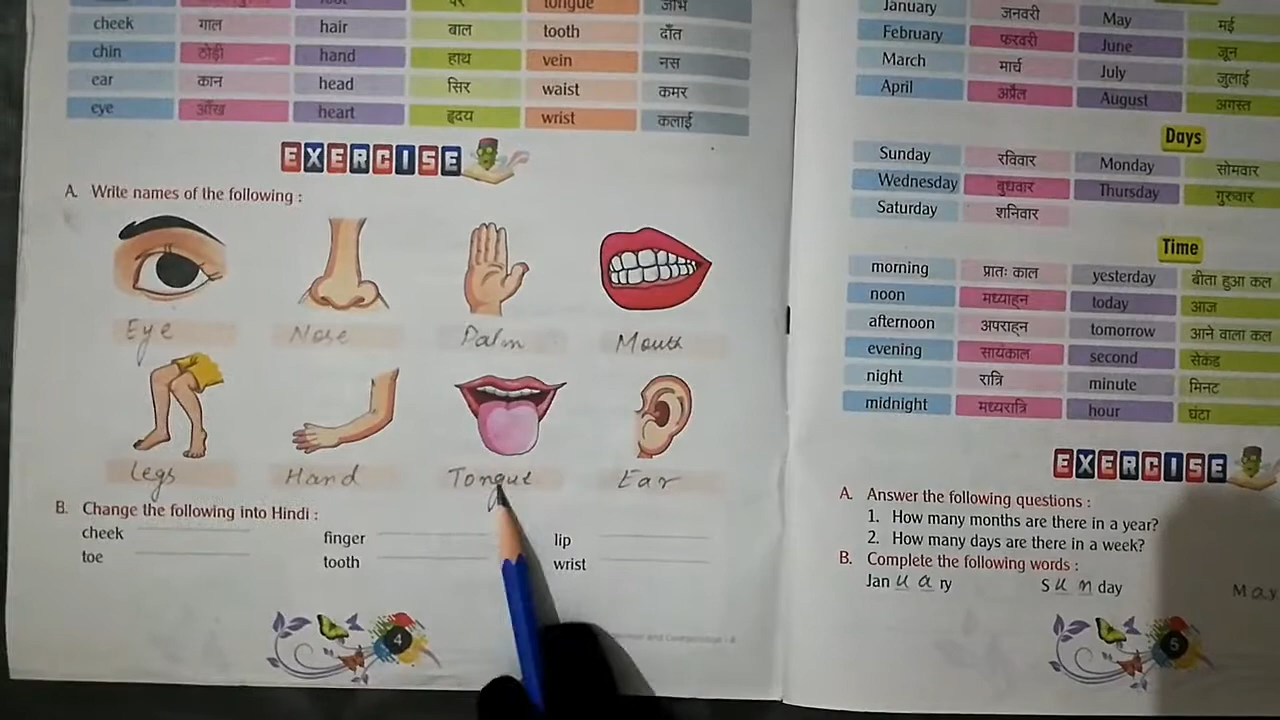 tongue जीभ
cheek गाल hair बाल tooth दाँत
chin ठोड़ी hand हाथ vein नस
ear कान head सिर waist कमर
eye आँख heart हृदय wrist कलाई
EXERCISE
A. Write names of the following :
Eye Nose Palm Mouth
Legs Hand Tongue Ear
B. Change the following into Hindi :
cheek finger lip
toe tooth wrist
4
January जनवरी May मई
February फरवरी June जून
March मार्च July जुलाई
April अप्रैल August अगस्त
Days
Sunday रविवार Monday सोमवार
Wednesday बुधवार Thursday गुरुवार
Saturday शनिवार
Time
morning प्रातः काल yesterday बीता हुआ कल
noon मध्याह्न today आज
afternoon अपराह्न tomorrow आने वाला कल
evening सायंकाल second सेकंड
night रात्रि minute मिनट
midnight मध्यरात्रि hour घंटा
EXERCISE
A. Answer the following questions :
1. How many months are there in a year?
2. How many days are there in a week?
B. Complete the following words :
Jan u a ry S u n day M a y
5